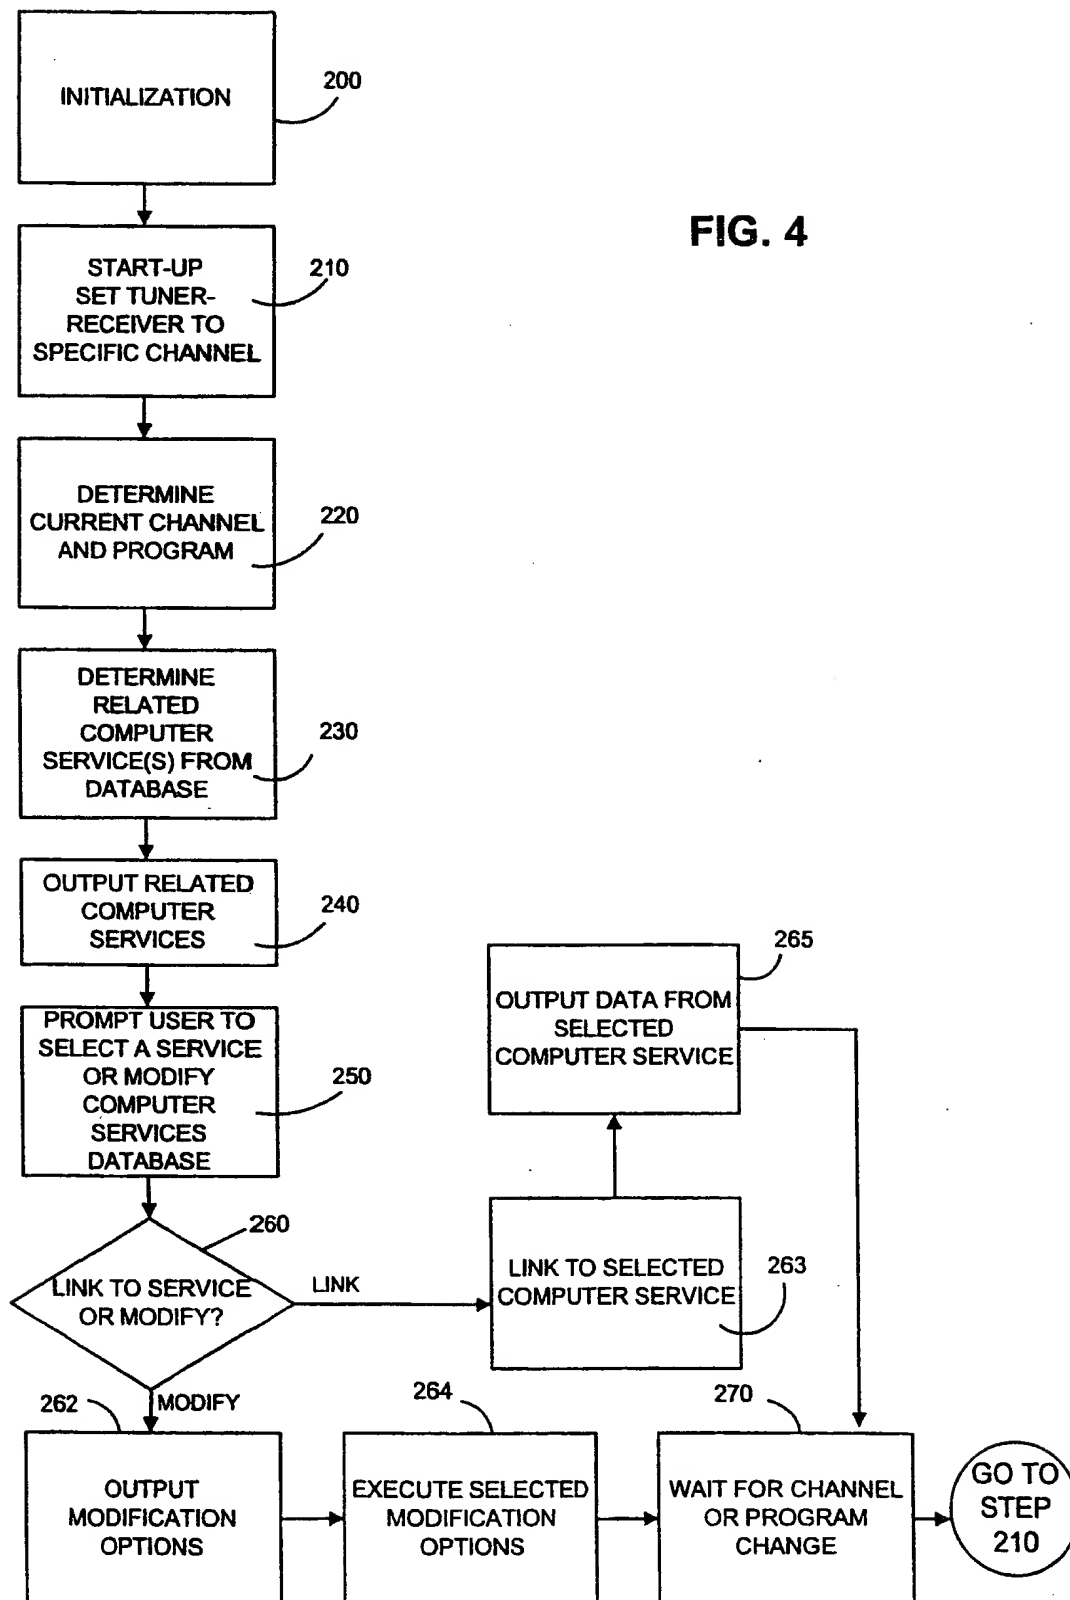 INITIALIZATION
200
FIG. 4
START-UP
SET TUNER-
RECEIVER TO
SPECIFIC CHANNEL
210
DETERMINE
CURRENT CHANNEL
AND PROGRAM
220
DETERMINE
RELATED
COMPUTER
SERVICE(S) FROM
DATABASE
230
OUTPUT RELATED
COMPUTER
SERVICES
240
PROMPT USER TO
SELECT A SERVICE
OR MODIFY
COMPUTER
SERVICES
DATABASE
250
265
OUTPUT DATA FROM
SELECTED
COMPUTER SERVICE
260
LINK TO SERVICE
OR MODIFY?
LINK
LINK TO SELECTED
COMPUTER SERVICE
263
MODIFY
262
OUTPUT
MODIFICATION
OPTIONS
264
EXECUTE SELECTED
MODIFICATION
OPTIONS
270
WAIT FOR CHANNEL
OR PROGRAM
CHANGE
GO TO
STEP
210